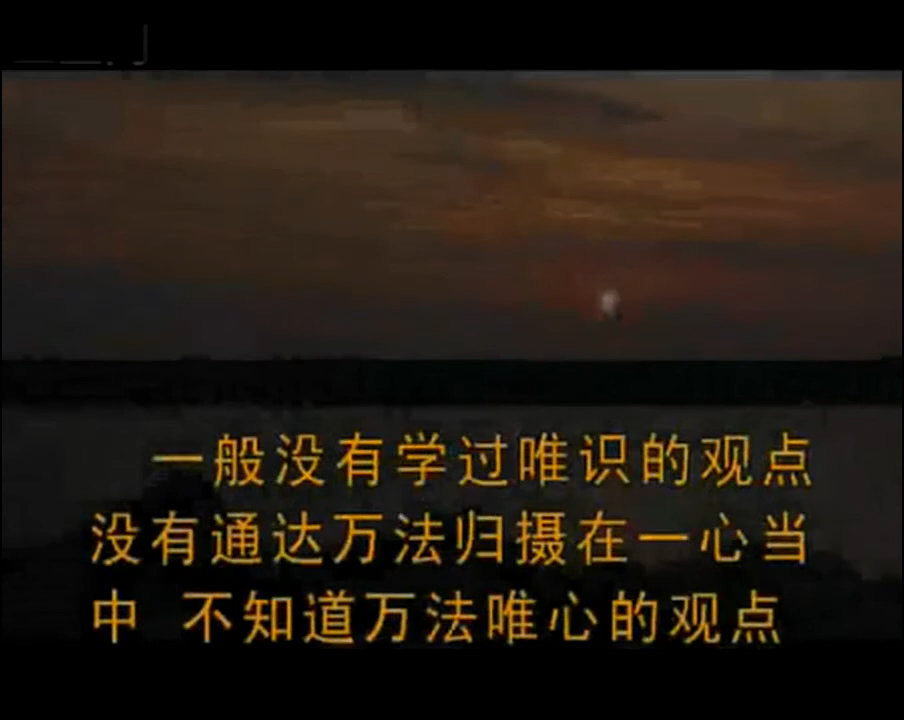 一般没有学过唯识的观点
没有通达万法归摄在一心当
中 不知道万法唯心的观点